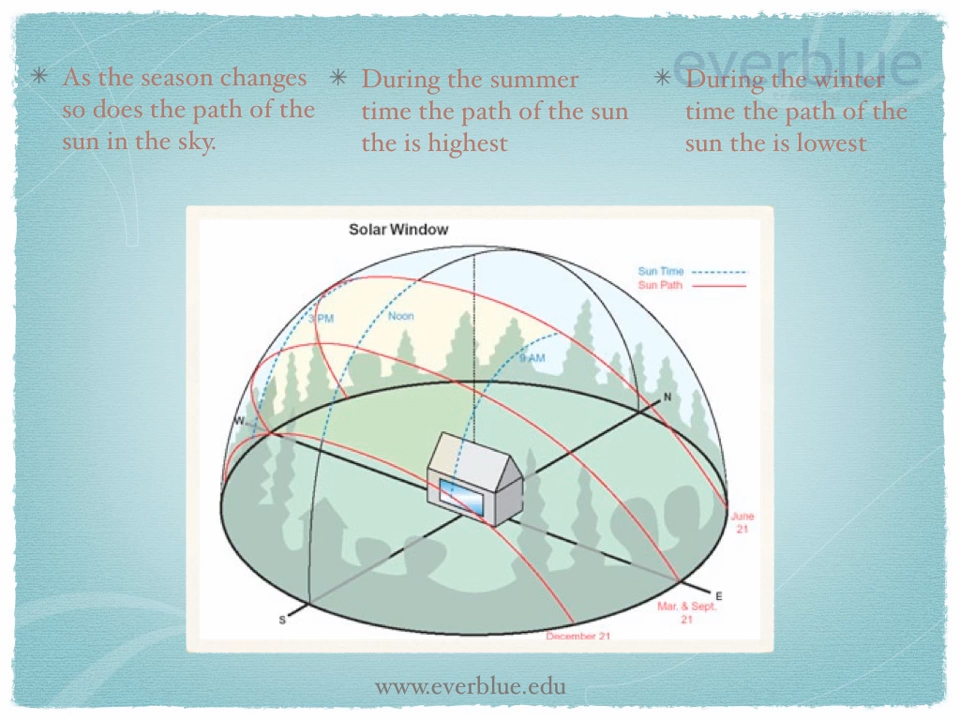 everblue
As the season changes
so does the path of the
sun in the sky.
During the summer
time the path of the sun
the is highest
During the winter
time the path of the
sun the is lowest
Solar Window
Sun Time
Sun Path
3 PM
Noon
9 AM
N
W
June
21
E
Mar. & Sept.
21
S
December 21
www.everblue.edu